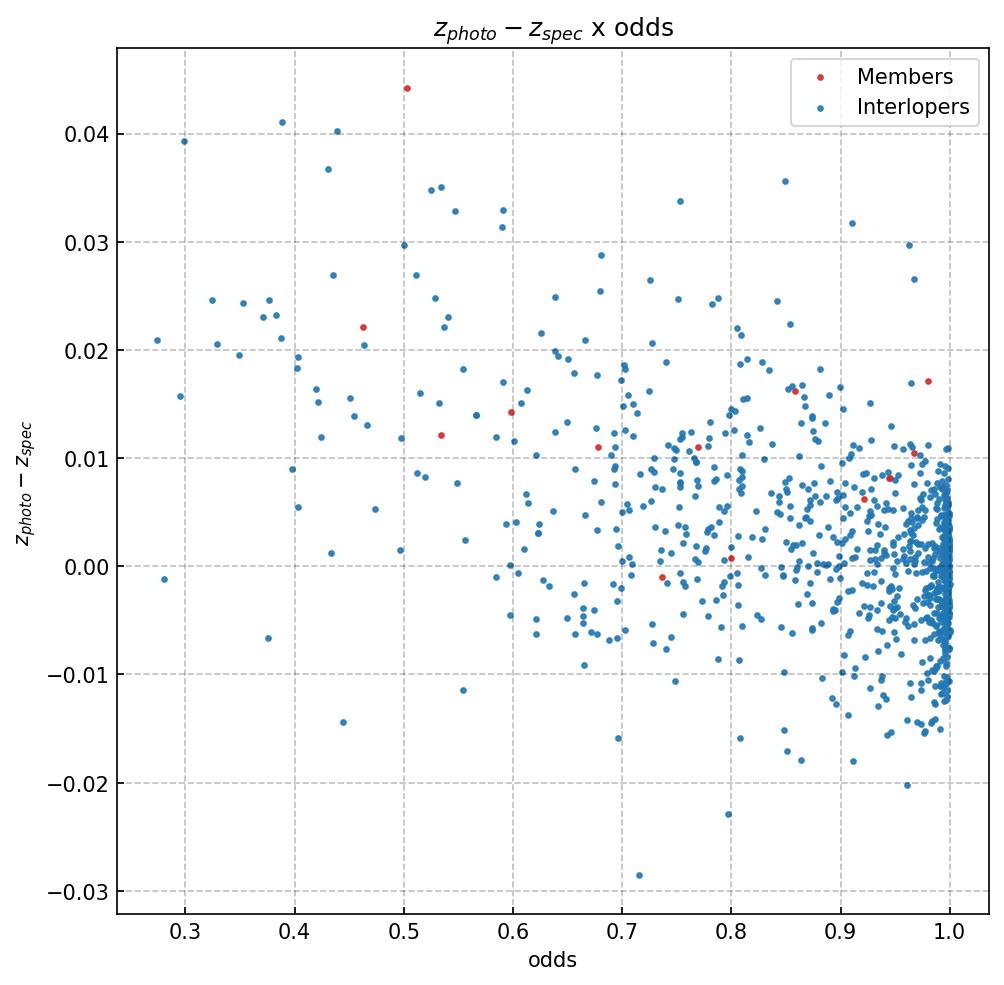 z_photo − z_spec x odds
Members
Interlopers
0.04
0.03
0.02
0.01
0.00
−0.01
−0.02
−0.03
z_photo − z_spec
0.3 0.4 0.5 0.6 0.7 0.8 0.9 1.0
odds